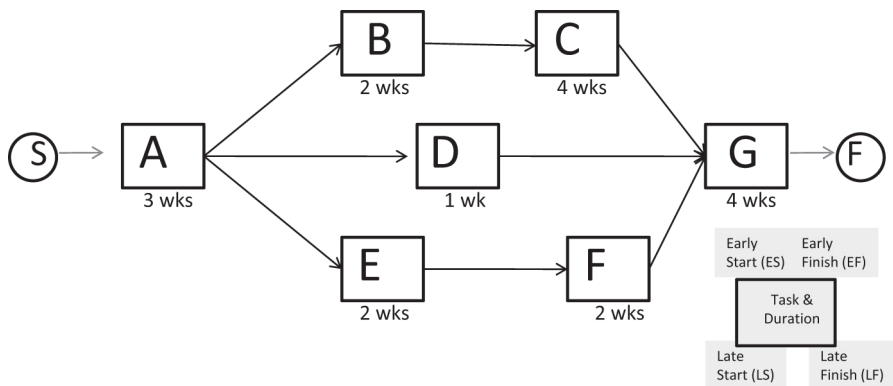 B
C
2 wks
4 wks
S
A
D
G
F
3 wks
1 wk
4 wks
E
F
2 wks
2 wks
Early
Start (ES)
Early
Finish (EF)
Task &
Duration
Late
Start (LS)
Late
Finish (LF)